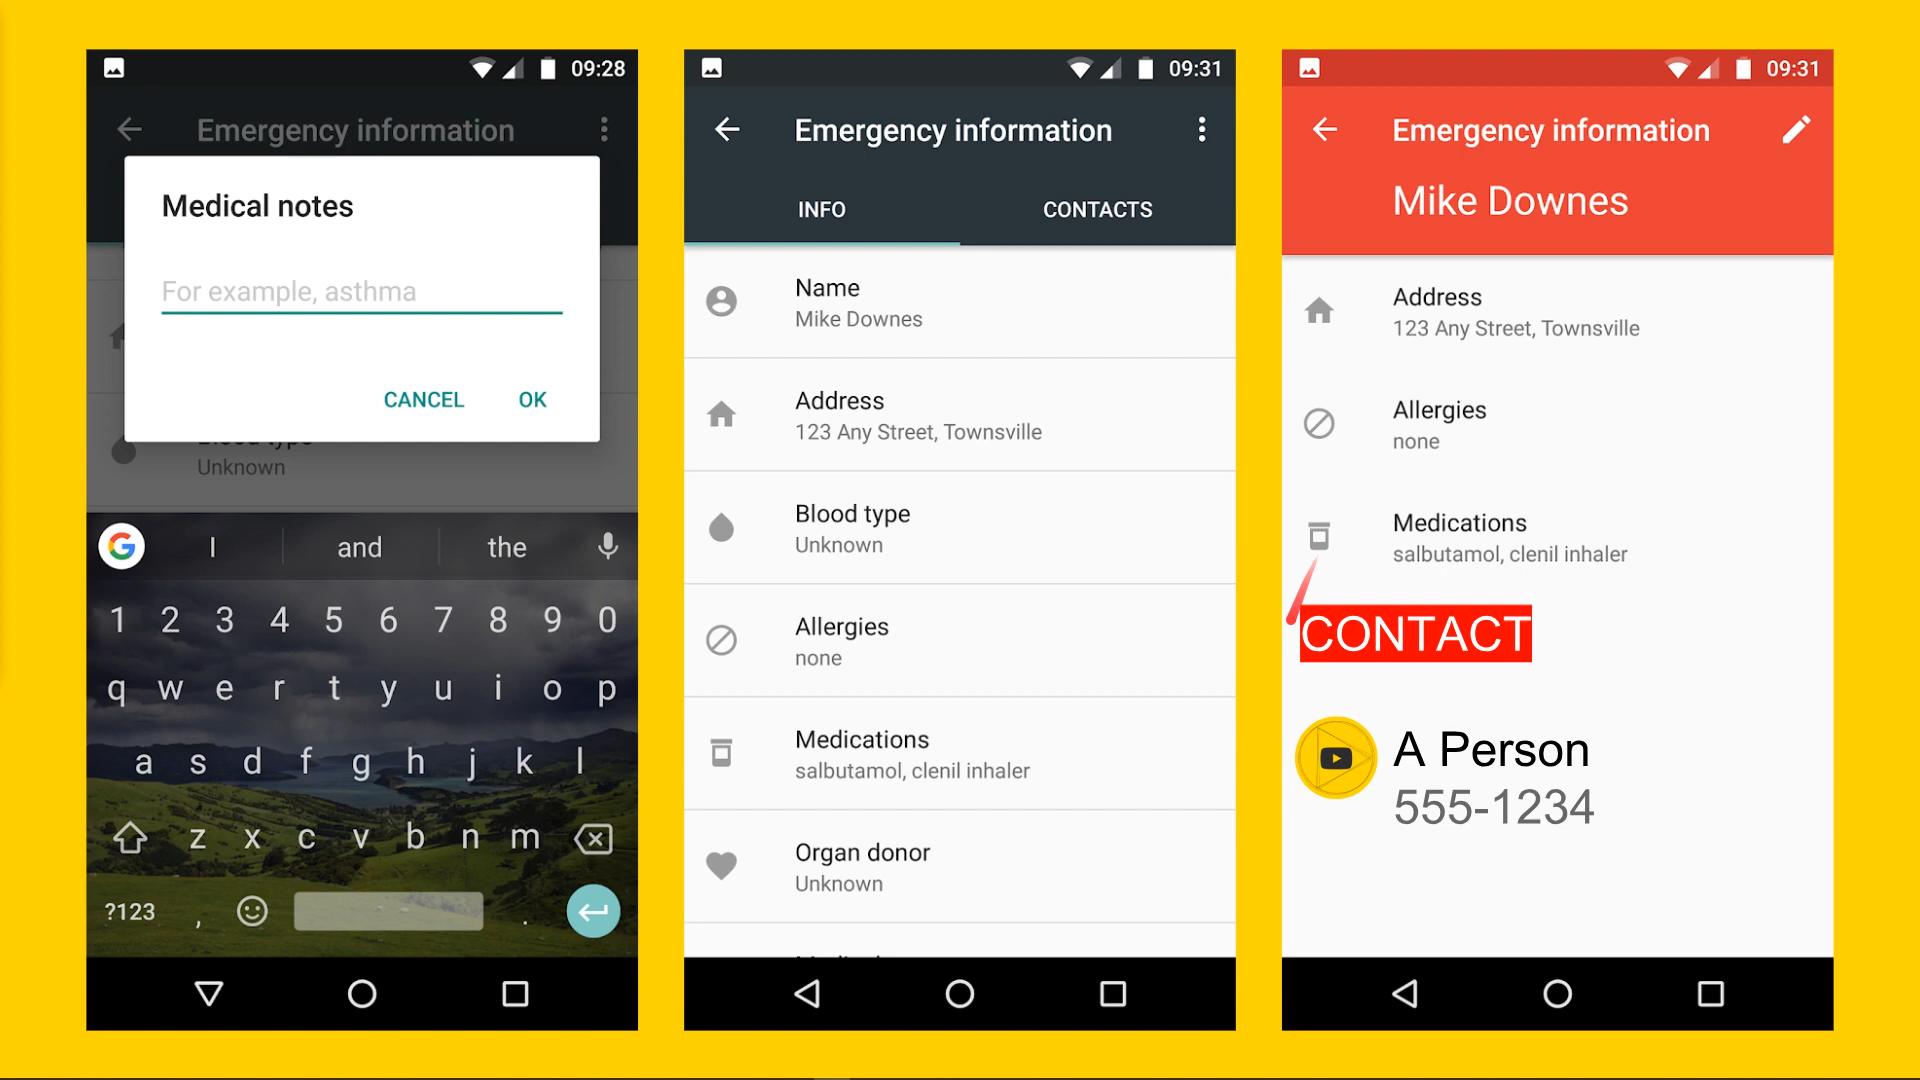 09:28
Emergency information
Medical notes
For example, asthma
CANCEL OK
Blood type
Unknown
G I and the
1 2 3 4 5 6 7 8 9 0
q w e r t y u i o p
a s d f g h j k l
z x c v b n m
?123 , .
09:31
Emergency information
INFO CONTACTS
Name
Mike Downes
Address
123 Any Street, Townsville
Blood type
Unknown
Allergies
none
Medications
salbutamol, clenil inhaler
Organ donor
Unknown
09:31
Emergency information
Mike Downes
Address
123 Any Street, Townsville
Allergies
none
Medications
salbutamol, clenil inhaler
CONTACT
A Person
555-1234